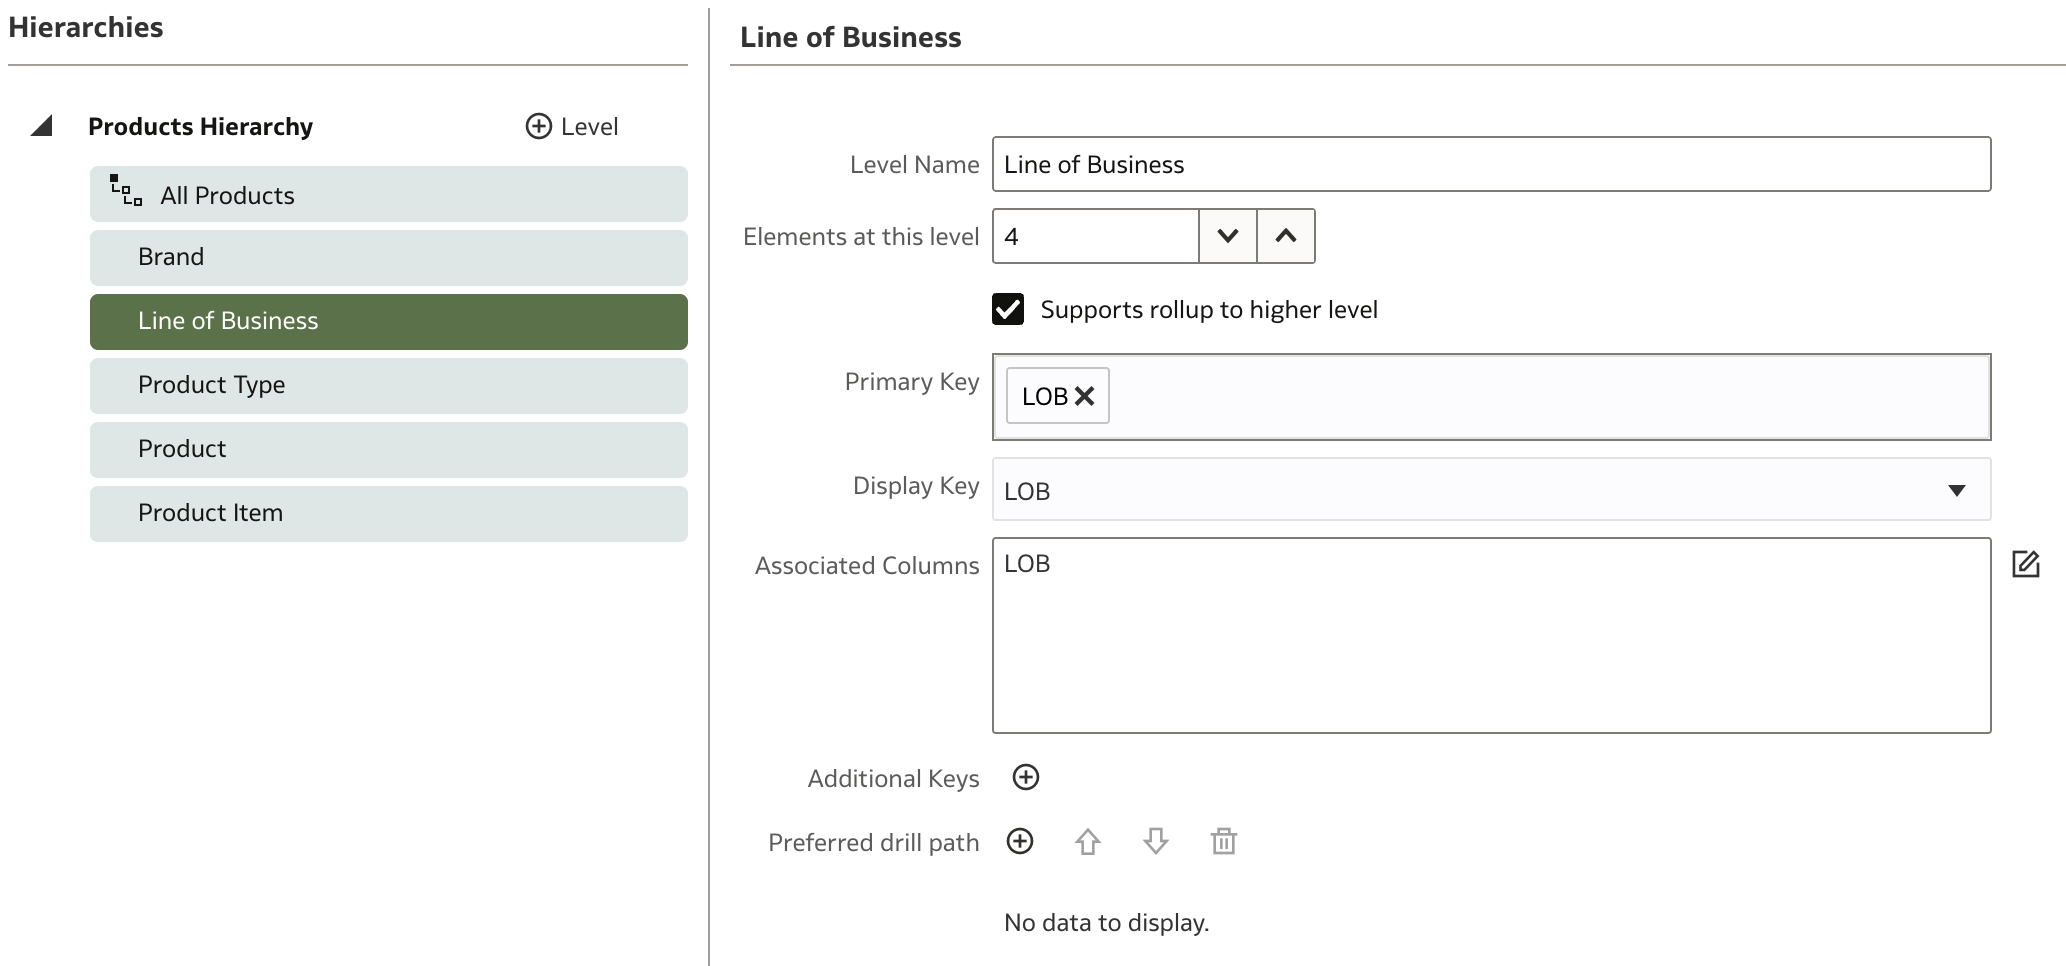 Hierarchies
Products Hierarchy
Level
All Products
Brand
Line of Business
Product Type
Product
Product Item
Line of Business
Level Name
Line of Business
Elements at this level
4
Supports rollup to higher level
Primary Key
LOB
Display Key
LOB
Associated Columns
LOB
Additional Keys
Preferred drill path
No data to display.